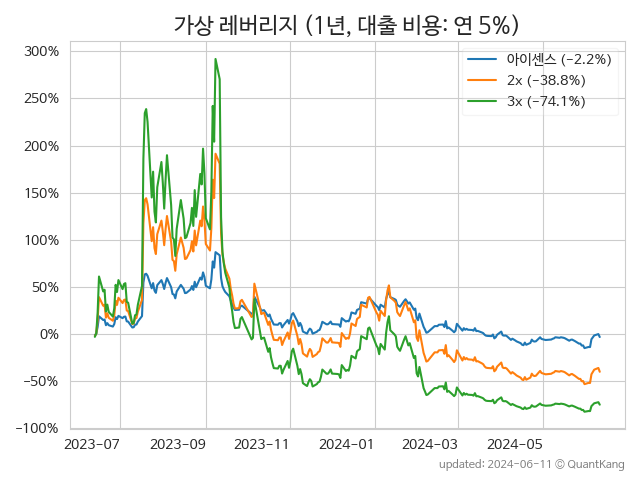 가상 레버리지 (1년, 대출 비용: 연 5%)
300%
250%
200%
150%
100%
50%
0%
−50%
−100%
아이센스 (-2.2%)
2x (-38.8%)
3x (-74.1%)
2023-07 2023-09 2023-11 2024-01 2024-03 2024-05
updated: 2024-06-11 © QuantKang